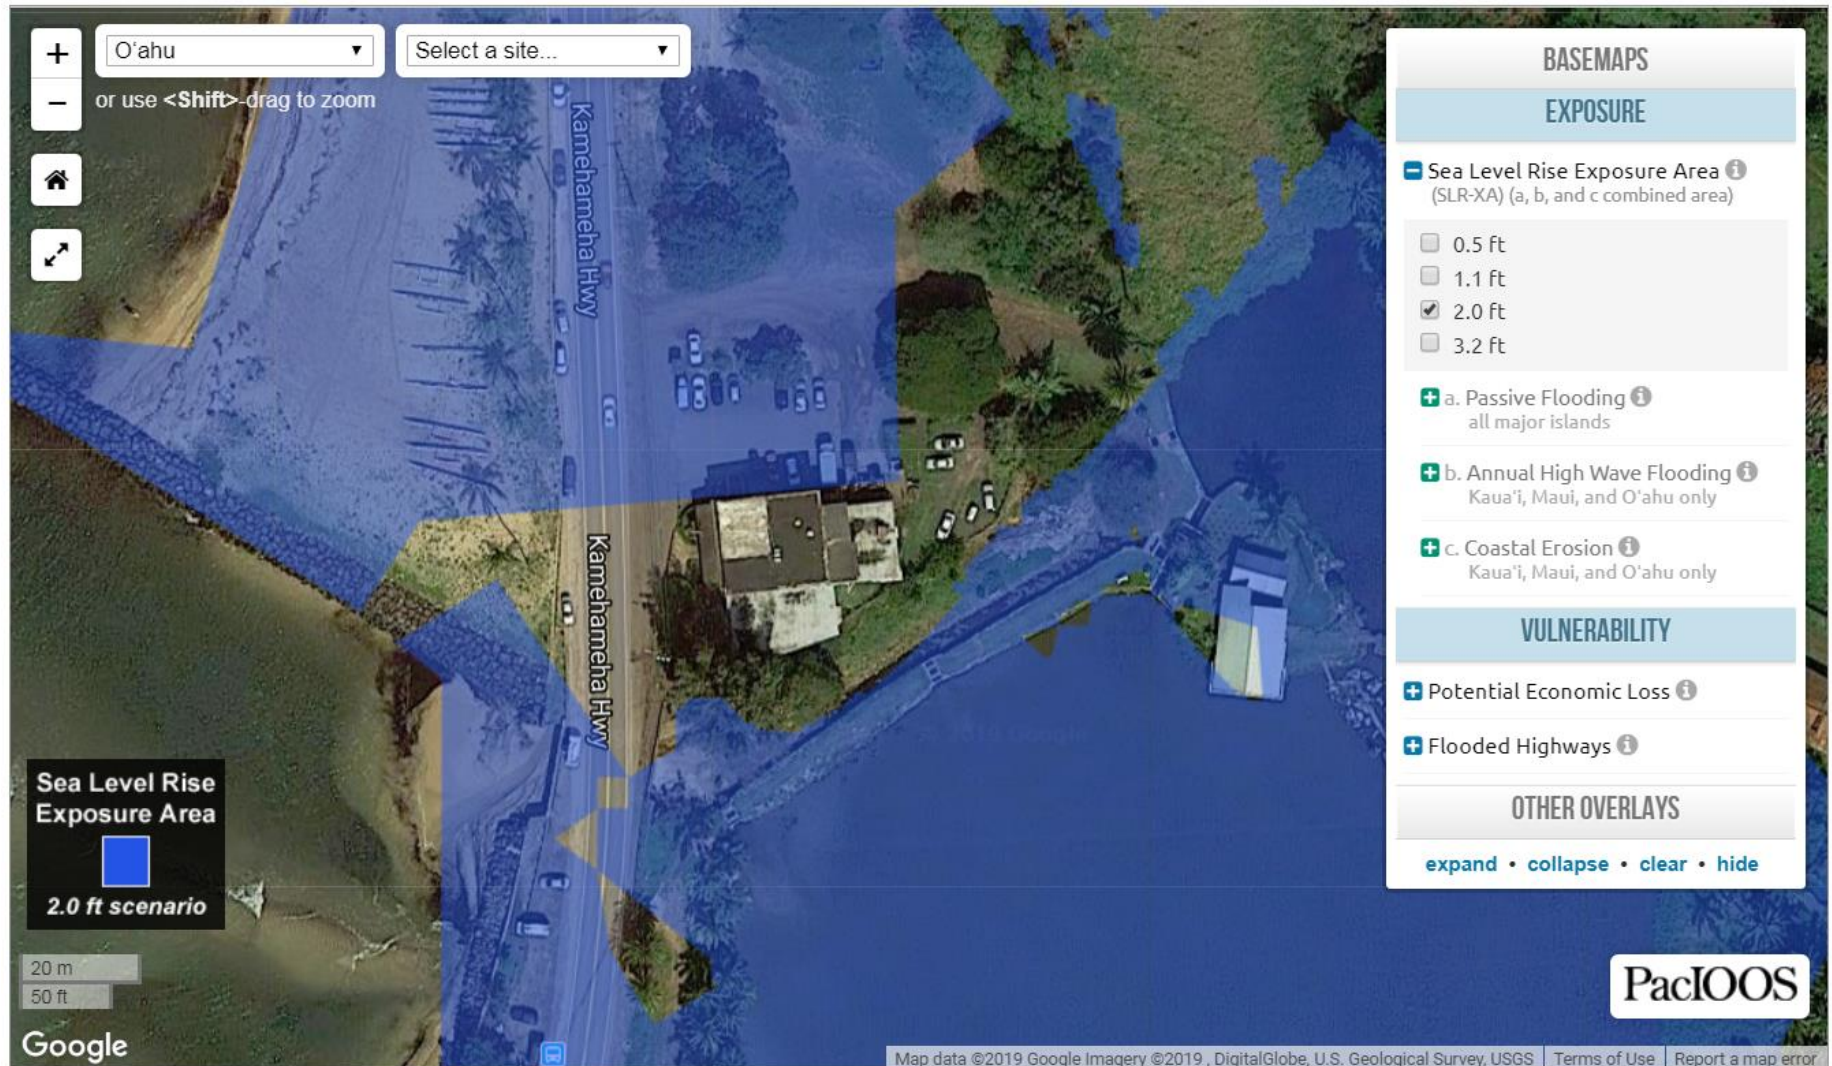 +
−
Oʻahu
Select a site...
or use <Shift>-drag to zoom
Kamehameha Hwy
Kamehameha Hwy
Sea Level Rise
Exposure Area
2.0 ft scenario
20 m
50 ft
Google
BASEMAPS
EXPOSURE
Sea Level Rise Exposure Area
(SLR-XA) (a, b, and c combined area)
0.5 ft
1.1 ft
2.0 ft
3.2 ft
a. Passive Flooding
all major islands
b. Annual High Wave Flooding
Kauaʻi, Maui, and Oʻahu only
c. Coastal Erosion
Kauaʻi, Maui, and Oʻahu only
VULNERABILITY
Potential Economic Loss
Flooded Highways
OTHER OVERLAYS
expand • collapse • clear • hide
PacIOOS
Map data ©2019 Google Imagery ©2019 , DigitalGlobe, U.S. Geological Survey, USGS
Terms of Use
Report a map error